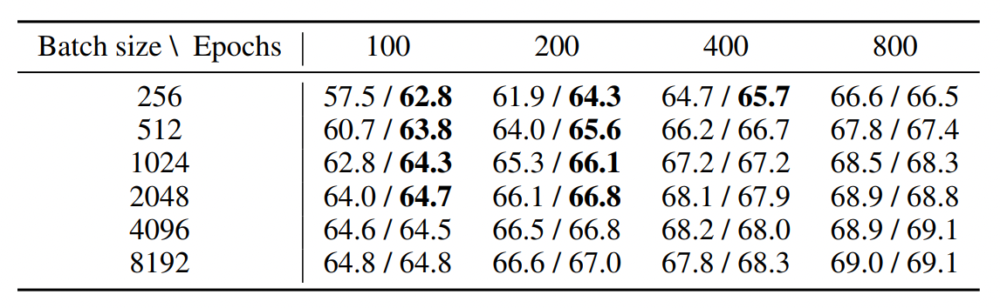 Batch size \ Epochs 100 200 400 800
256 57.5 / 62.8 61.9 / 64.3 64.7 / 65.7 66.6 / 66.5
512 60.7 / 63.8 64.0 / 65.6 66.2 / 66.7 67.8 / 67.4
1024 62.8 / 64.3 65.3 / 66.1 67.2 / 67.2 68.5 / 68.3
2048 64.0 / 64.7 66.1 / 66.8 68.1 / 67.9 68.9 / 68.8
4096 64.6 / 64.5 66.5 / 66.8 68.2 / 68.0 68.9 / 69.1
8192 64.8 / 64.8 66.6 / 67.0 67.8 / 68.3 69.0 / 69.1